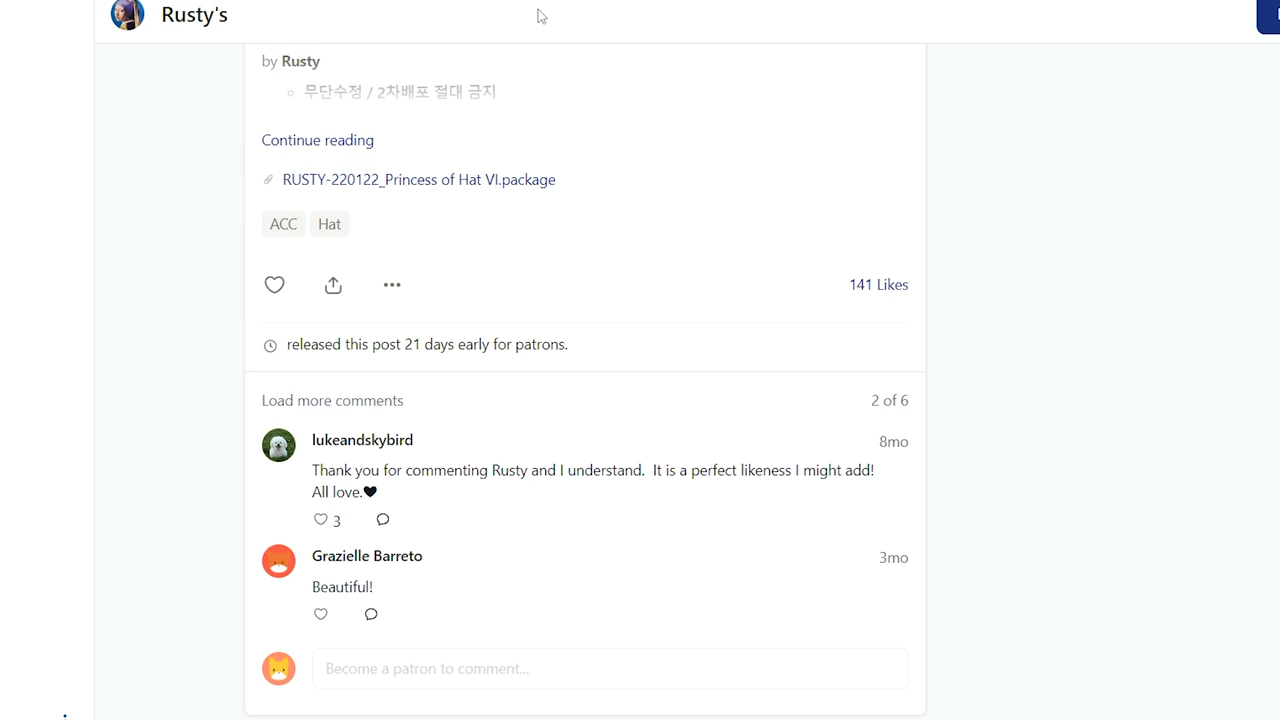 Rusty's
by Rusty
무단수정 / 2차배포 절대 금지
Continue reading
RUSTY-220122_Princess of Hat VI.package
ACC Hat
141 Likes
released this post 21 days early for patrons.
Load more comments 2 of 6
lukeandskybird 8mo
Thank you for commenting Rusty and I understand. It is a perfect likeness I might add!
All love.🖤
3
Grazielle Barreto 3mo
Beautiful!
Become a patron to comment...